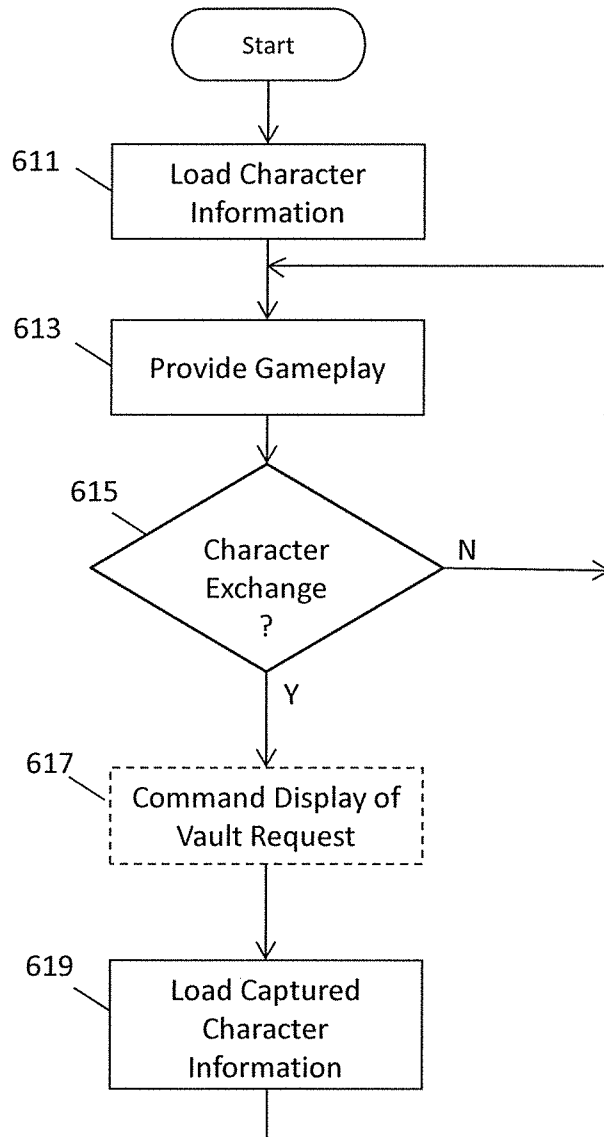 Start
611
Load Character
Information
613
Provide Gameplay
615
Character
Exchange
?
N
Y
617
Command Display of
Vault Request
619
Load Captured
Character
Information